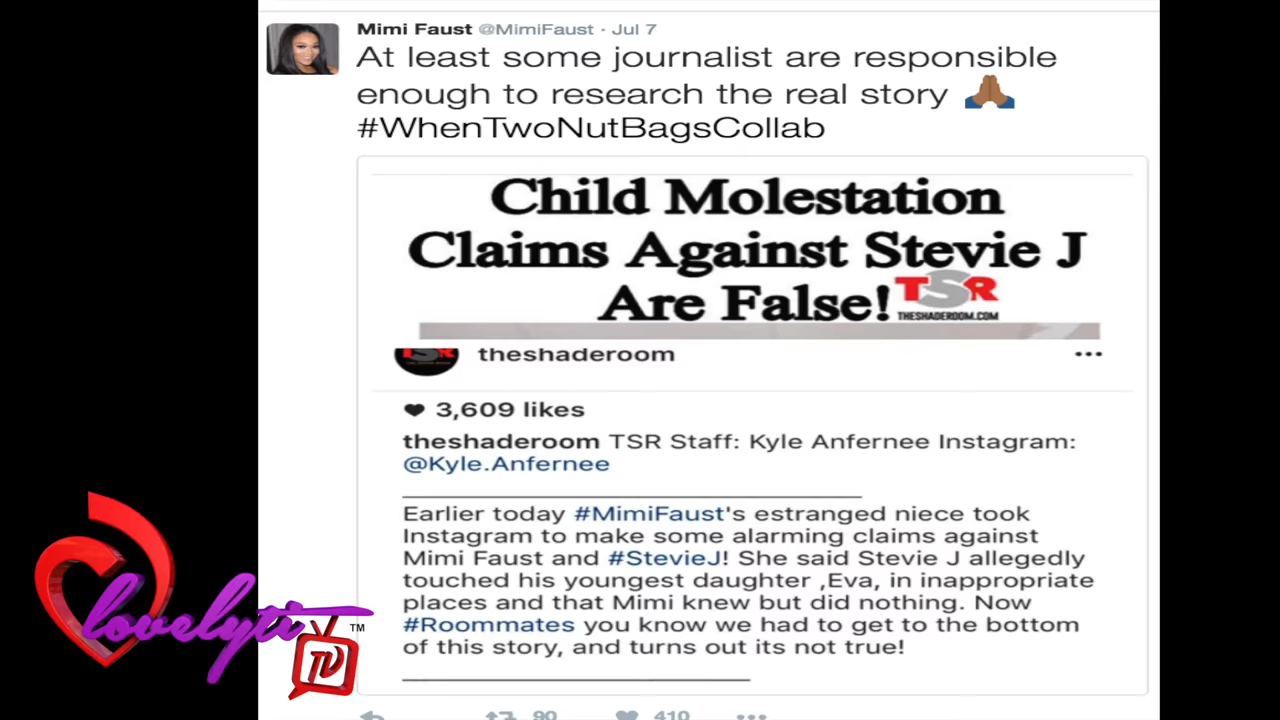 Mimi Faust @MimiFaust · Jul 7
At least some journalist are responsible
enough to research the real story 🙏🏾
#WhenTwoNutBagsCollab
Child Molestation
Claims Against Stevie J
Are False!
TSR
THESHADEROOM.COM
TSR
theshaderoom
3,609 likes
theshaderoom TSR Staff: Kyle Anfernee Instagram:
@Kyle.Anfernee
Earlier today #MimiFaust's estranged niece took
Instagram to make some alarming claims against
Mimi Faust and #StevieJ! She said Stevie J allegedly
touched his youngest daughter ,Eva, in inappropriate
places and that Mimi knew but did nothing. Now
#Roommates you know we had to get to the bottom
of this story, and turns out its not true!
90 410
lovelyti ™
TV